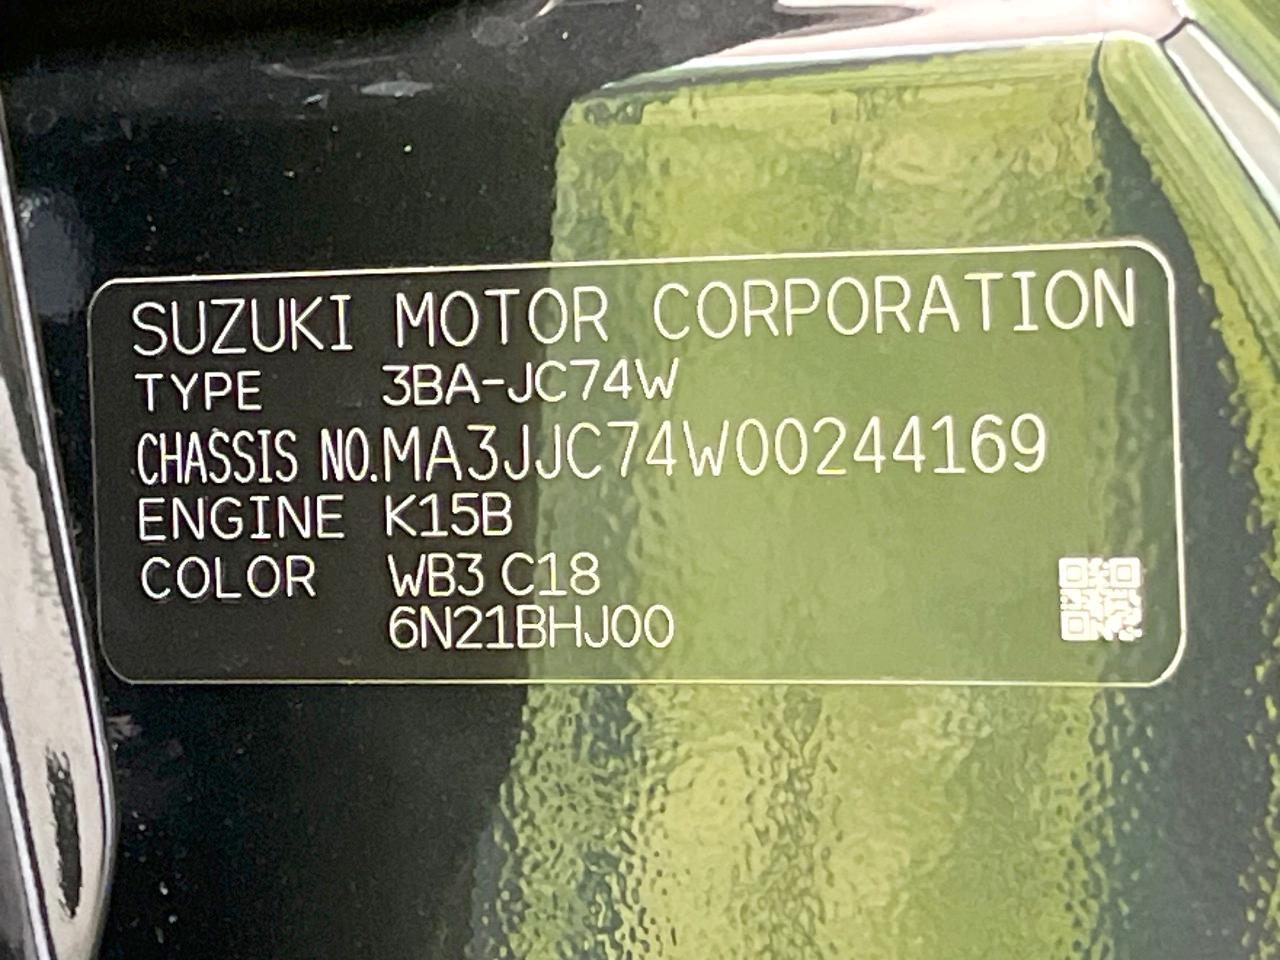 SUZUKI MOTOR CORPORATION
TYPE 3BA-JC74W
CHASSIS NO.MA3JJC74W00244169
ENGINE K15B
COLOR WB3 C18
6N21BHJ00